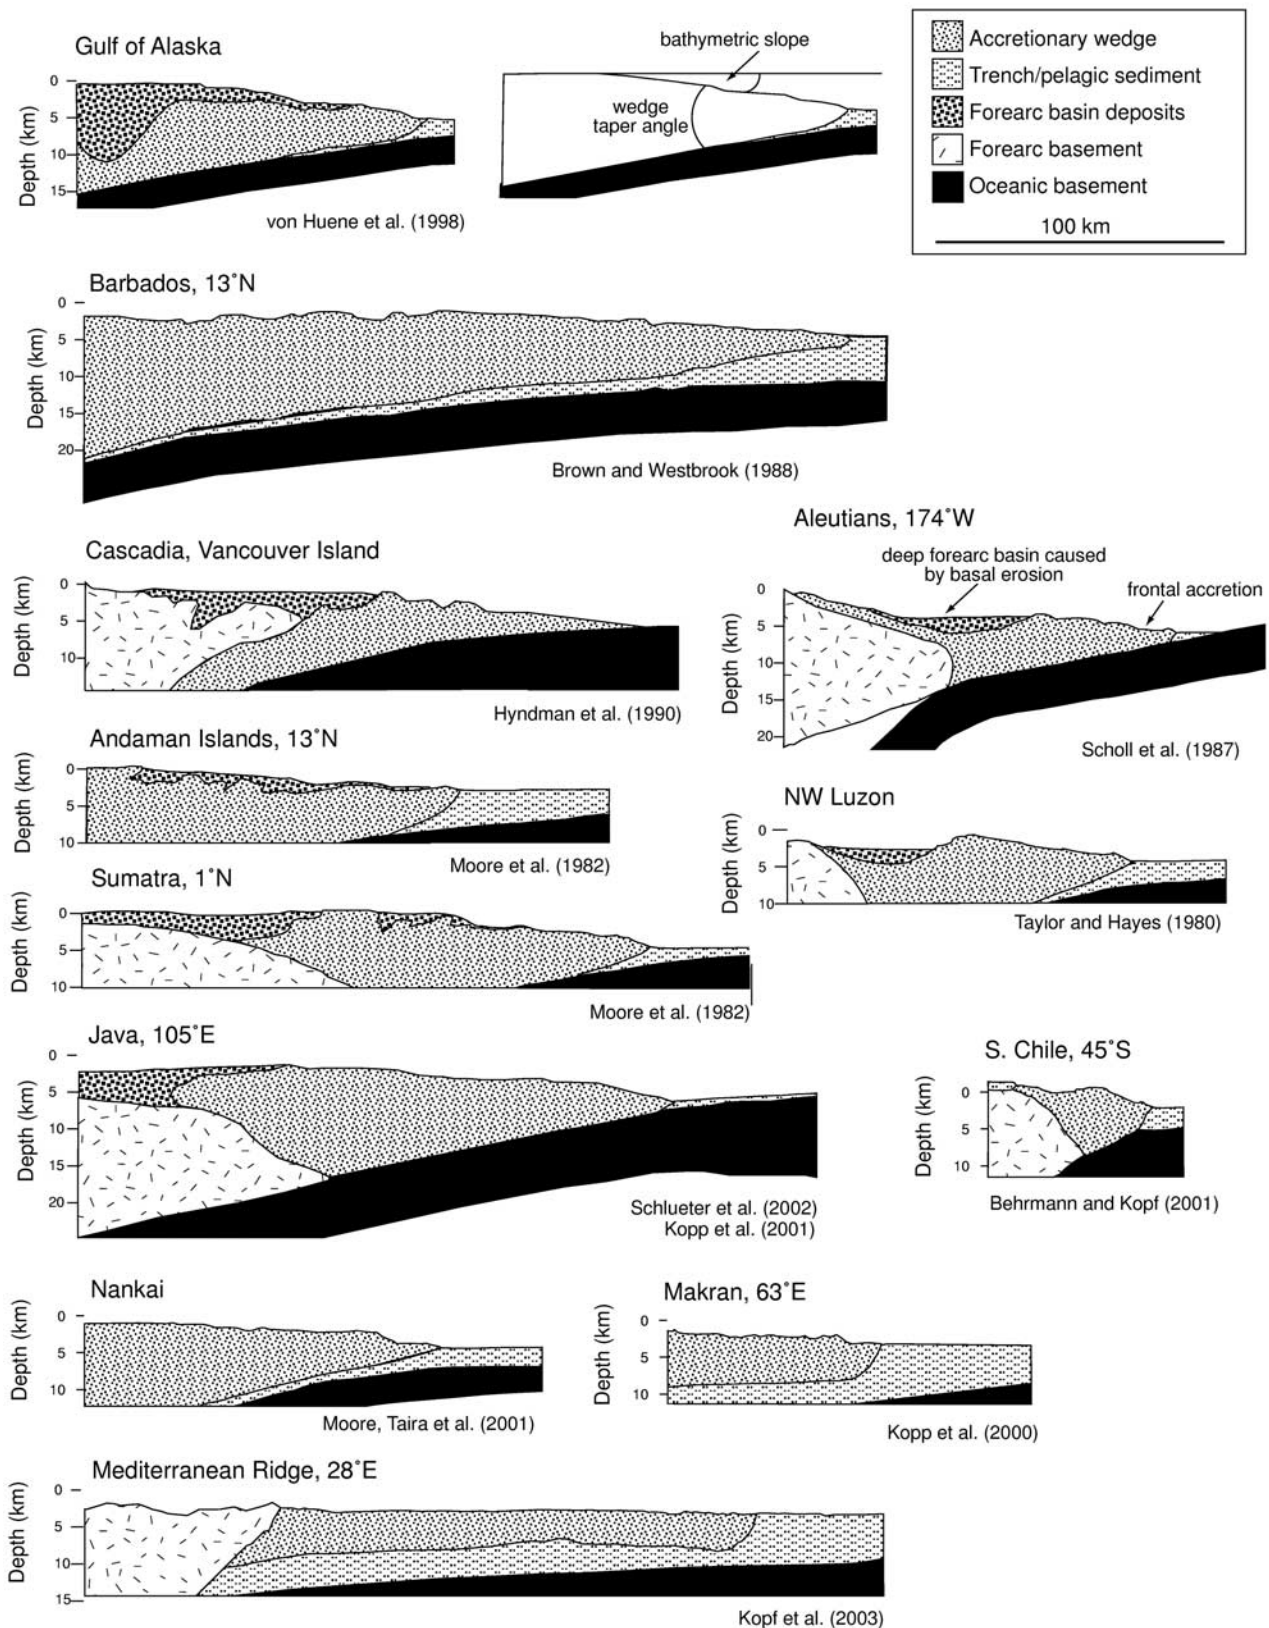 Gulf of Alaska
0
5
10
15
Depth (km)
von Huene et al. (1998)
bathymetric slope
wedge
taper angle
Accretionary wedge
Trench/pelagic sediment
Forearc basin deposits
Forearc basement
Oceanic basement
100 km
Barbados, 13˚N
0
5
10
15
20
Depth (km)
Brown and Westbrook (1988)
Cascadia, Vancouver Island
0
5
10
Depth (km)
Hyndman et al. (1990)
Aleutians, 174˚W
deep forearc basin caused
by basal erosion
frontal accretion
0
5
10
15
20
Depth (km)
Scholl et al. (1987)
Andaman Islands, 13˚N
0
5
10
Depth (km)
Moore et al. (1982)
NW Luzon
0
5
10
Depth (km)
Taylor and Hayes (1980)
Sumatra, 1˚N
0
5
10
Depth (km)
Moore et al. (1982)
Java, 105˚E
0
5
10
15
20
Depth (km)
Schlueter et al. (2002)
Kopp et al. (2001)
S. Chile, 45˚S
0
5
10
Depth (km)
Behrmann and Kopf (2001)
Nankai
0
5
10
Depth (km)
Moore, Taira et al. (2001)
Makran, 63˚E
0
5
10
Depth (km)
Kopp et al. (2000)
Mediterranean Ridge, 28˚E
0
5
10
15
Depth (km)
Kopf et al. (2003)